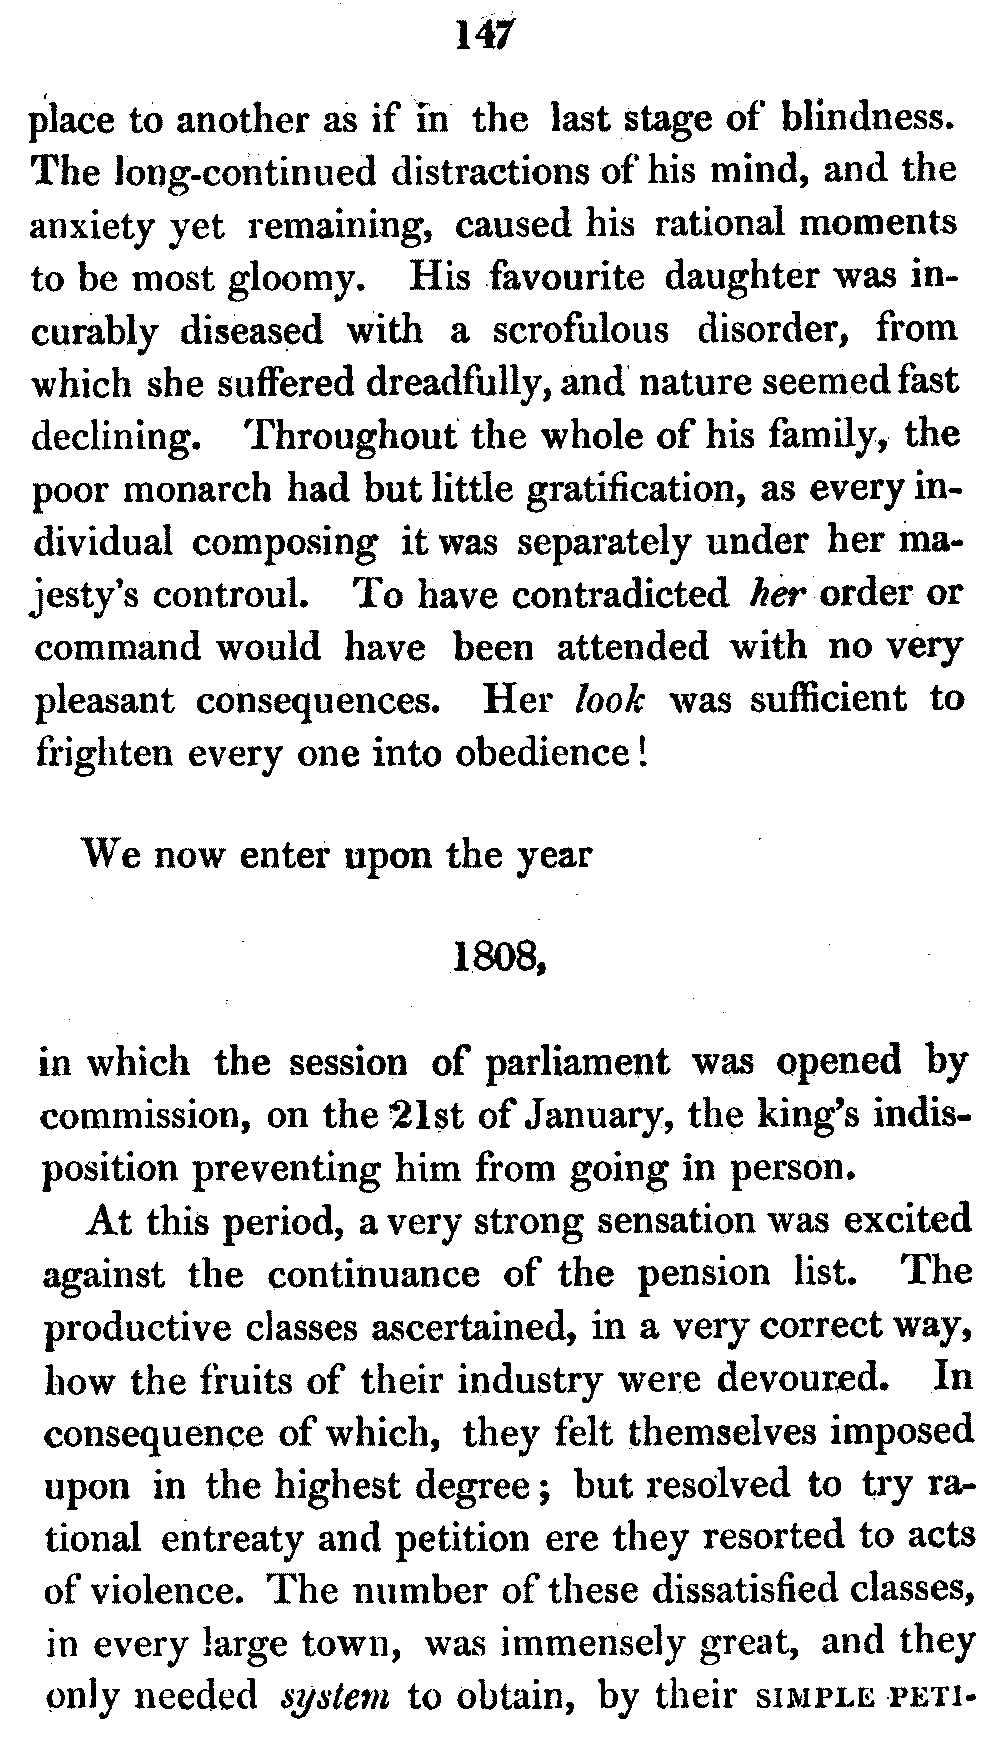 147
place to another as if in the last stage of blindness.
The long-continued distractions of his mind, and the
anxiety yet remaining, caused his rational moments
to be most gloomy. His favourite daughter was in-
curably diseased with a scrofulous disorder, from
which she suffered dreadfully, and nature seemed fast
declining. Throughout the whole of his family, the
poor monarch had but little gratification, as every in-
dividual composing it was separately under her ma-
jesty's controul. To have contradicted her order or
command would have been attended with no very
pleasant consequences. Her look was sufficient to
frighten every one into obedience!
We now enter upon the year
1808,
in which the session of parliament was opened by
commission, on the 21st of January, the king's indis-
position preventing him from going in person.
At this period, a very strong sensation was excited
against the continuance of the pension list. The
productive classes ascertained, in a very correct way,
how the fruits of their industry were devoured. In
consequence of which, they felt themselves imposed
upon in the highest degree; but resolved to try ra-
tional entreaty and petition ere they resorted to acts
of violence. The number of these dissatisfied classes,
in every large town, was immensely great, and they
only needed system to obtain, by their SIMPLE PETI-